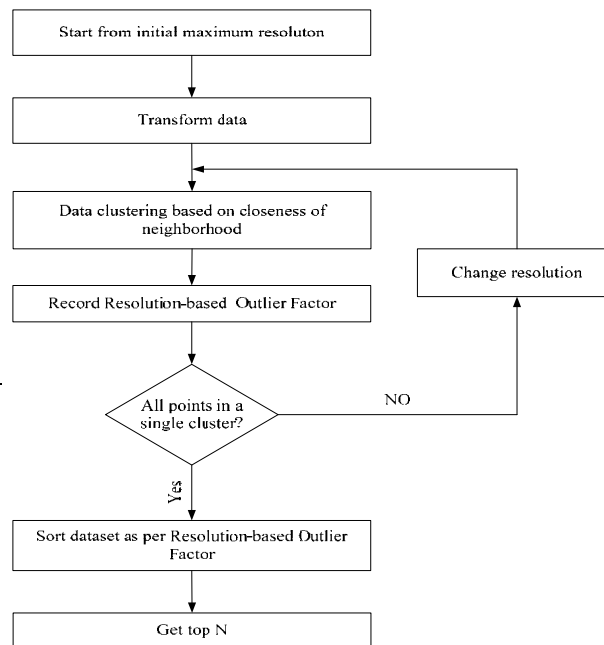 Start from initial maximum resoluton
Transform data
Data clustering based on closeness of
neighborhood
Change resolution
Record Resolution-based Outlier Factor
All points in a
single cluster?
NO
Yes
Sort dataset as per Resolution-based Outlier
Factor
Get top N